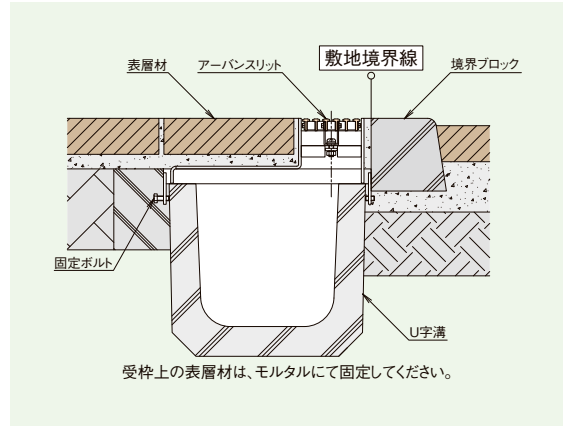 敷地境界線
表層材
アーバンスリット
境界ブロック
固定ボルト
U字溝
受枠上の表層材は、モルタルにて固定してください。